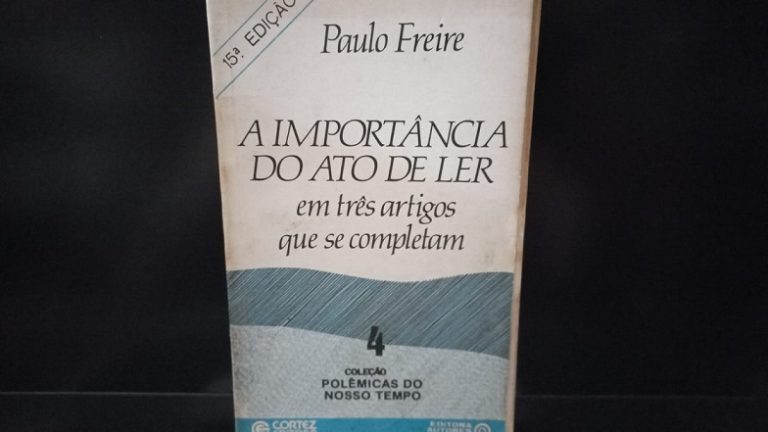 15ª. EDIÇÃO
Paulo Freire
A IMPORTÂNCIA
DO ATO DE LER
em três artigos
que se completam
4
COLEÇÃO
POLÊMICAS DO
NOSSO TEMPO
CORTEZ
EDITORA
AUTORES